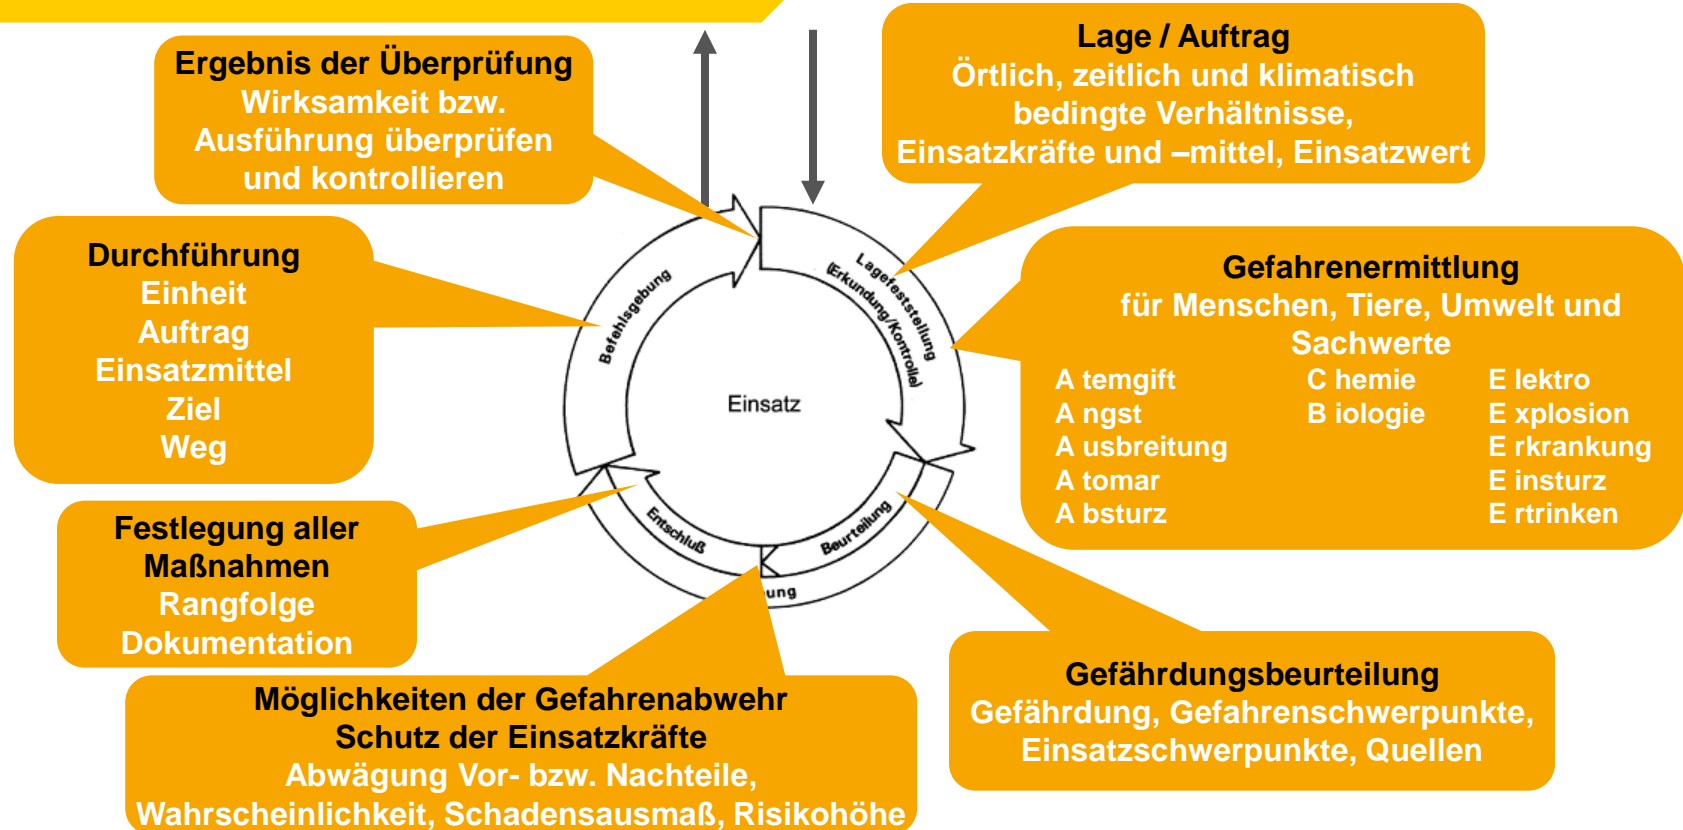 Ergebnis der Überprüfung
Wirksamkeit bzw.
Ausführung überprüfen
und kontrollieren
Lage / Auftrag
Örtlich, zeitlich und klimatisch
bedingte Verhältnisse,
Einsatzkräfte und –mittel, Einsatzwert
Durchführung
Einheit
Auftrag
Einsatzmittel
Ziel
Weg
Gefahrenermittlung
für Menschen, Tiere, Umwelt und
Sachwerte
A temgift C hemie E lektro
A ngst B iologie E xplosion
A usbreitung E rkrankung
A tomar E insturz
A bsturz E rtrinken
Befehlsgebung
Lagefeststellung
(Erkundung/Kontrolle)
Einsatz
Entschluß
Beurteilung
ung
Festlegung aller
Maßnahmen
Rangfolge
Dokumentation
Möglichkeiten der Gefahrenabwehr
Schutz der Einsatzkräfte
Abwägung Vor- bzw. Nachteile,
Wahrscheinlichkeit, Schadensausmaß, Risikohöhe
Gefährdungsbeurteilung
Gefährdung, Gefahrenschwerpunkte,
Einsatzschwerpunkte, Quellen